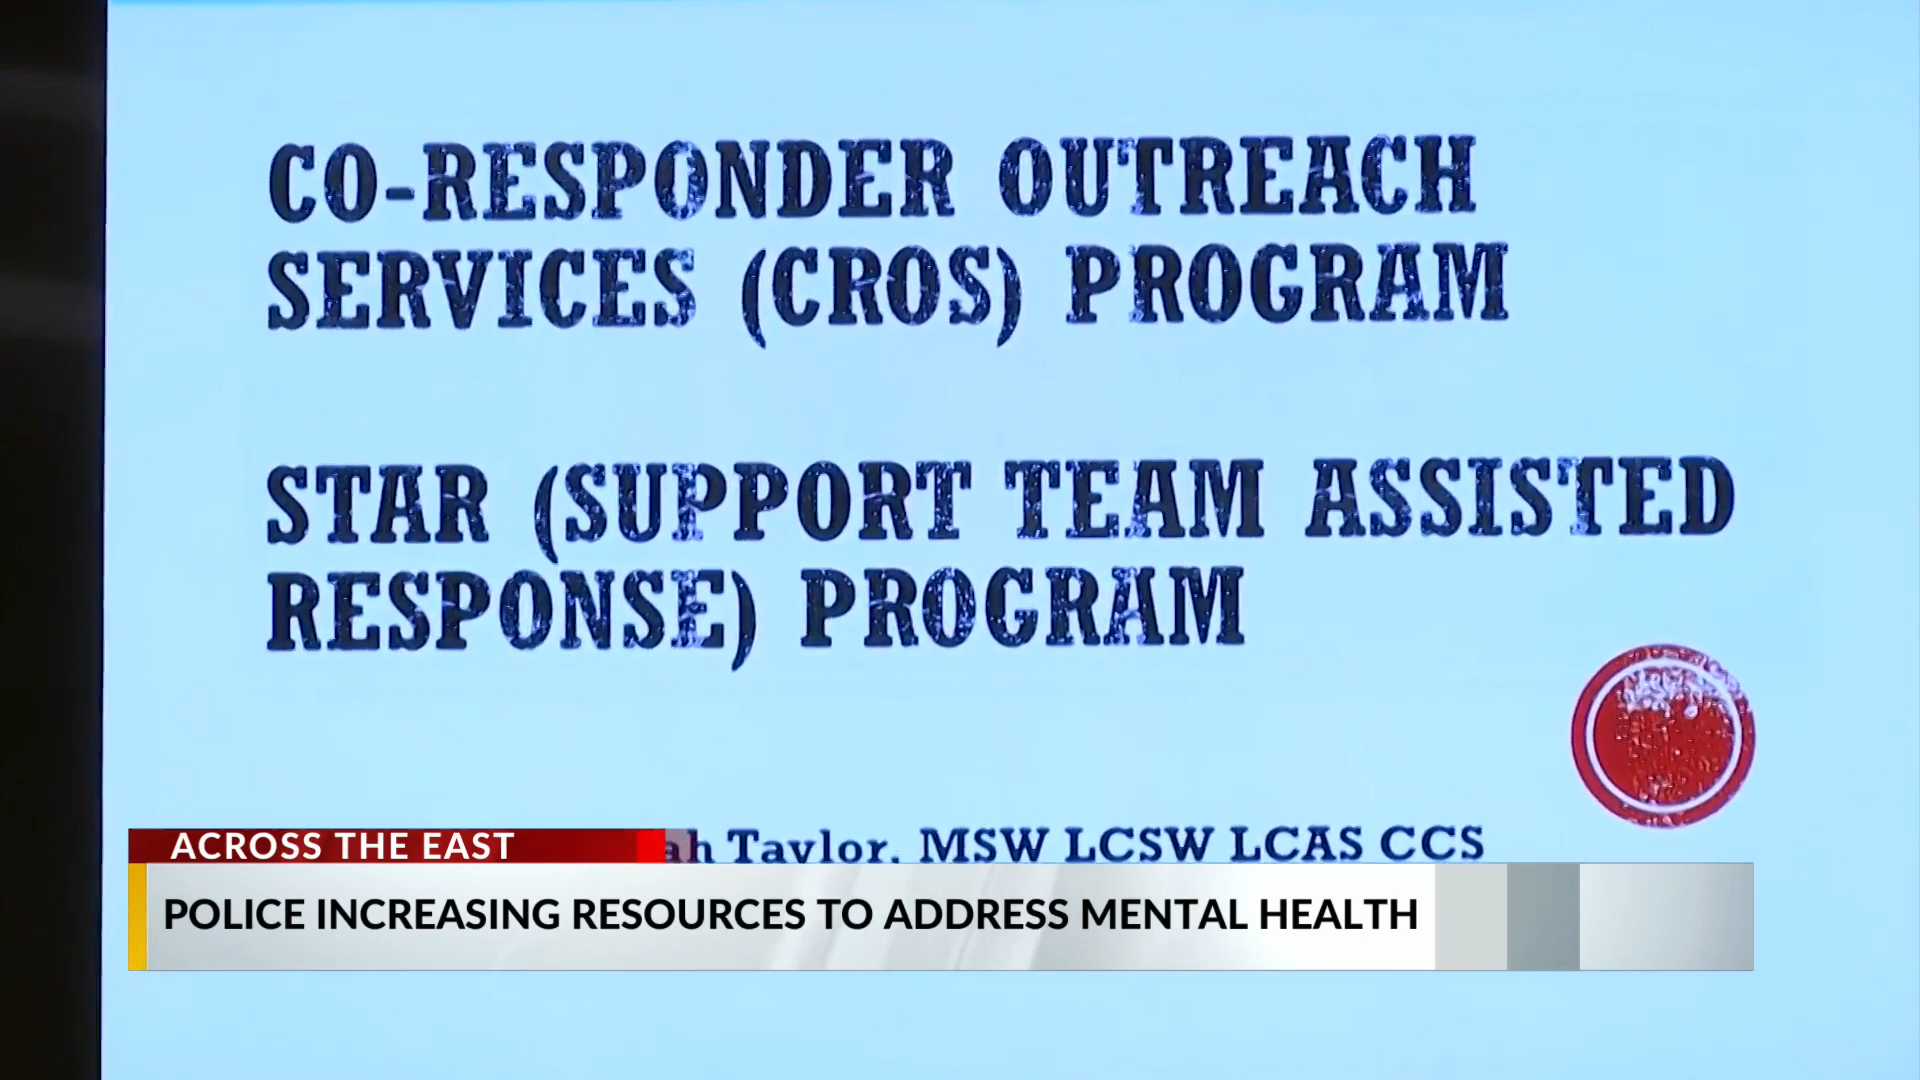 CO-RESPONDER OUTREACH
SERVICES (CROS) PROGRAM
STAR (SUPPORT TEAM ASSISTED
RESPONSE) PROGRAM
Taylor, MSW LCSW LCAS CCS
ACROSS THE EAST
POLICE INCREASING RESOURCES TO ADDRESS MENTAL HEALTH